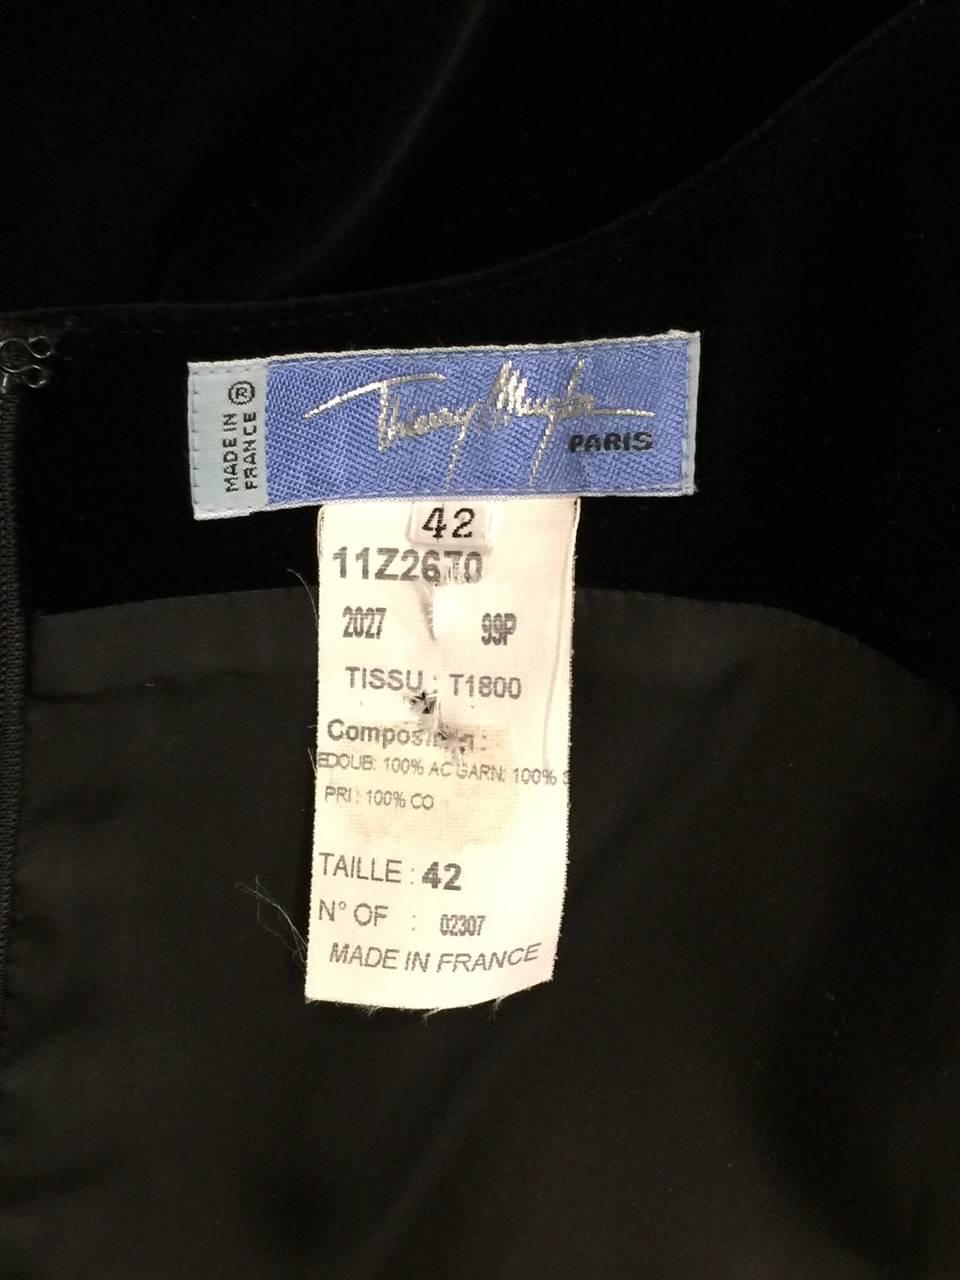 MADE IN
FRANCE ®
Thierry Mugler
PARIS
42
11Z2670
2027 99P
TISSU : T1800
EDOUB: 100% AC GARN: 100%
PRI : 100% CO
TAILLE : 42
N° OF : 02307
MADE IN FRANCE